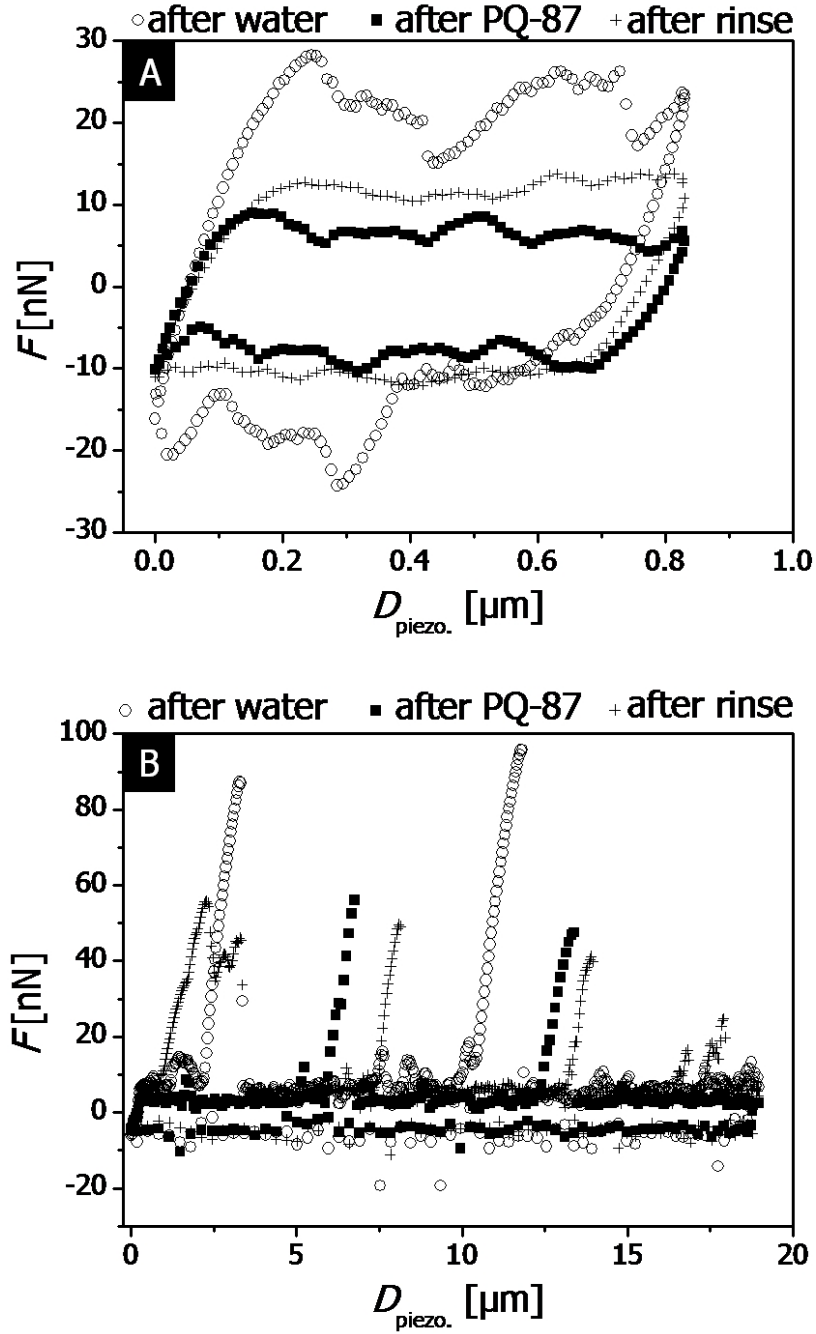 ○ after water ■ after PQ-87 + after rinse
A
30
20
10
0
-10
-20
-30
F [nN]
0.0 0.2 0.4 0.6 0.8 1.0
D piezo. [µm]
○ after water ■ after PQ-87 + after rinse
B
100
80
60
40
20
0
-20
F [nN]
0 5 10 15 20
D piezo. [µm]